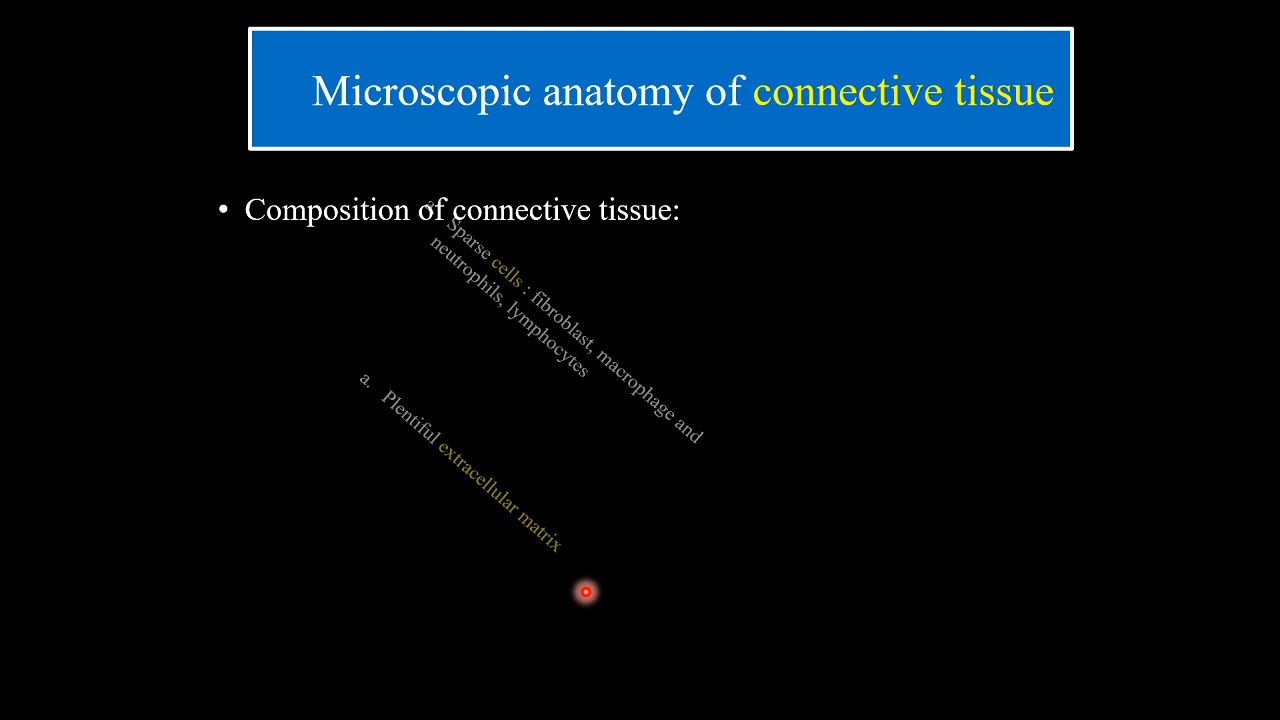 Microscopic anatomy of connective tissue
• Composition of connective tissue:
a. Sparse cells : fibroblast, macrophage and
neutrophils, lymphocytes
a. Plentiful extracellular matrix